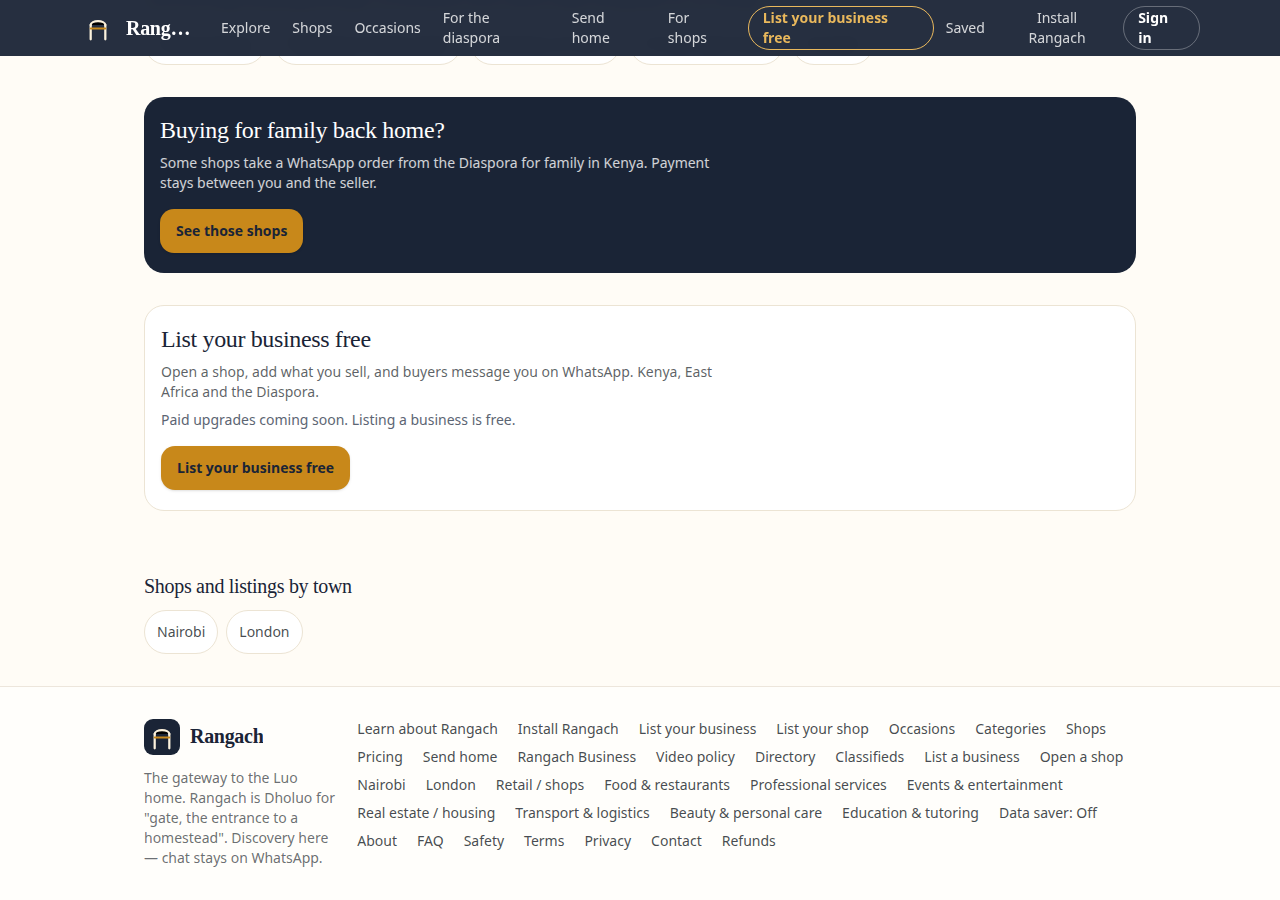 Rang…
Explore
Shops
Occasions
For the
diaspora
Send
home
For
shops
List your business
free
Saved
Install
Rangach
Sign
in
Buying for family back home?
Some shops take a WhatsApp order from the Diaspora for family in Kenya. Payment
stays between you and the seller.
See those shops
List your business free
Open a shop, add what you sell, and buyers message you on WhatsApp. Kenya, East
Africa and the Diaspora.
Paid upgrades coming soon. Listing a business is free.
List your business free
Shops and listings by town
Nairobi London
Rangach
The gateway to the Luo
home. Rangach is Dholuo for
"gate, the entrance to a
homestead". Discovery here
— chat stays on WhatsApp.
Learn about Rangach Install Rangach List your business List your shop Occasions Categories Shops
Pricing Send home Rangach Business Video policy Directory Classifieds List a business Open a shop
Nairobi London Retail / shops Food & restaurants Professional services Events & entertainment
Real estate / housing Transport & logistics Beauty & personal care Education & tutoring Data saver: Off
About FAQ Safety Terms Privacy Contact Refunds